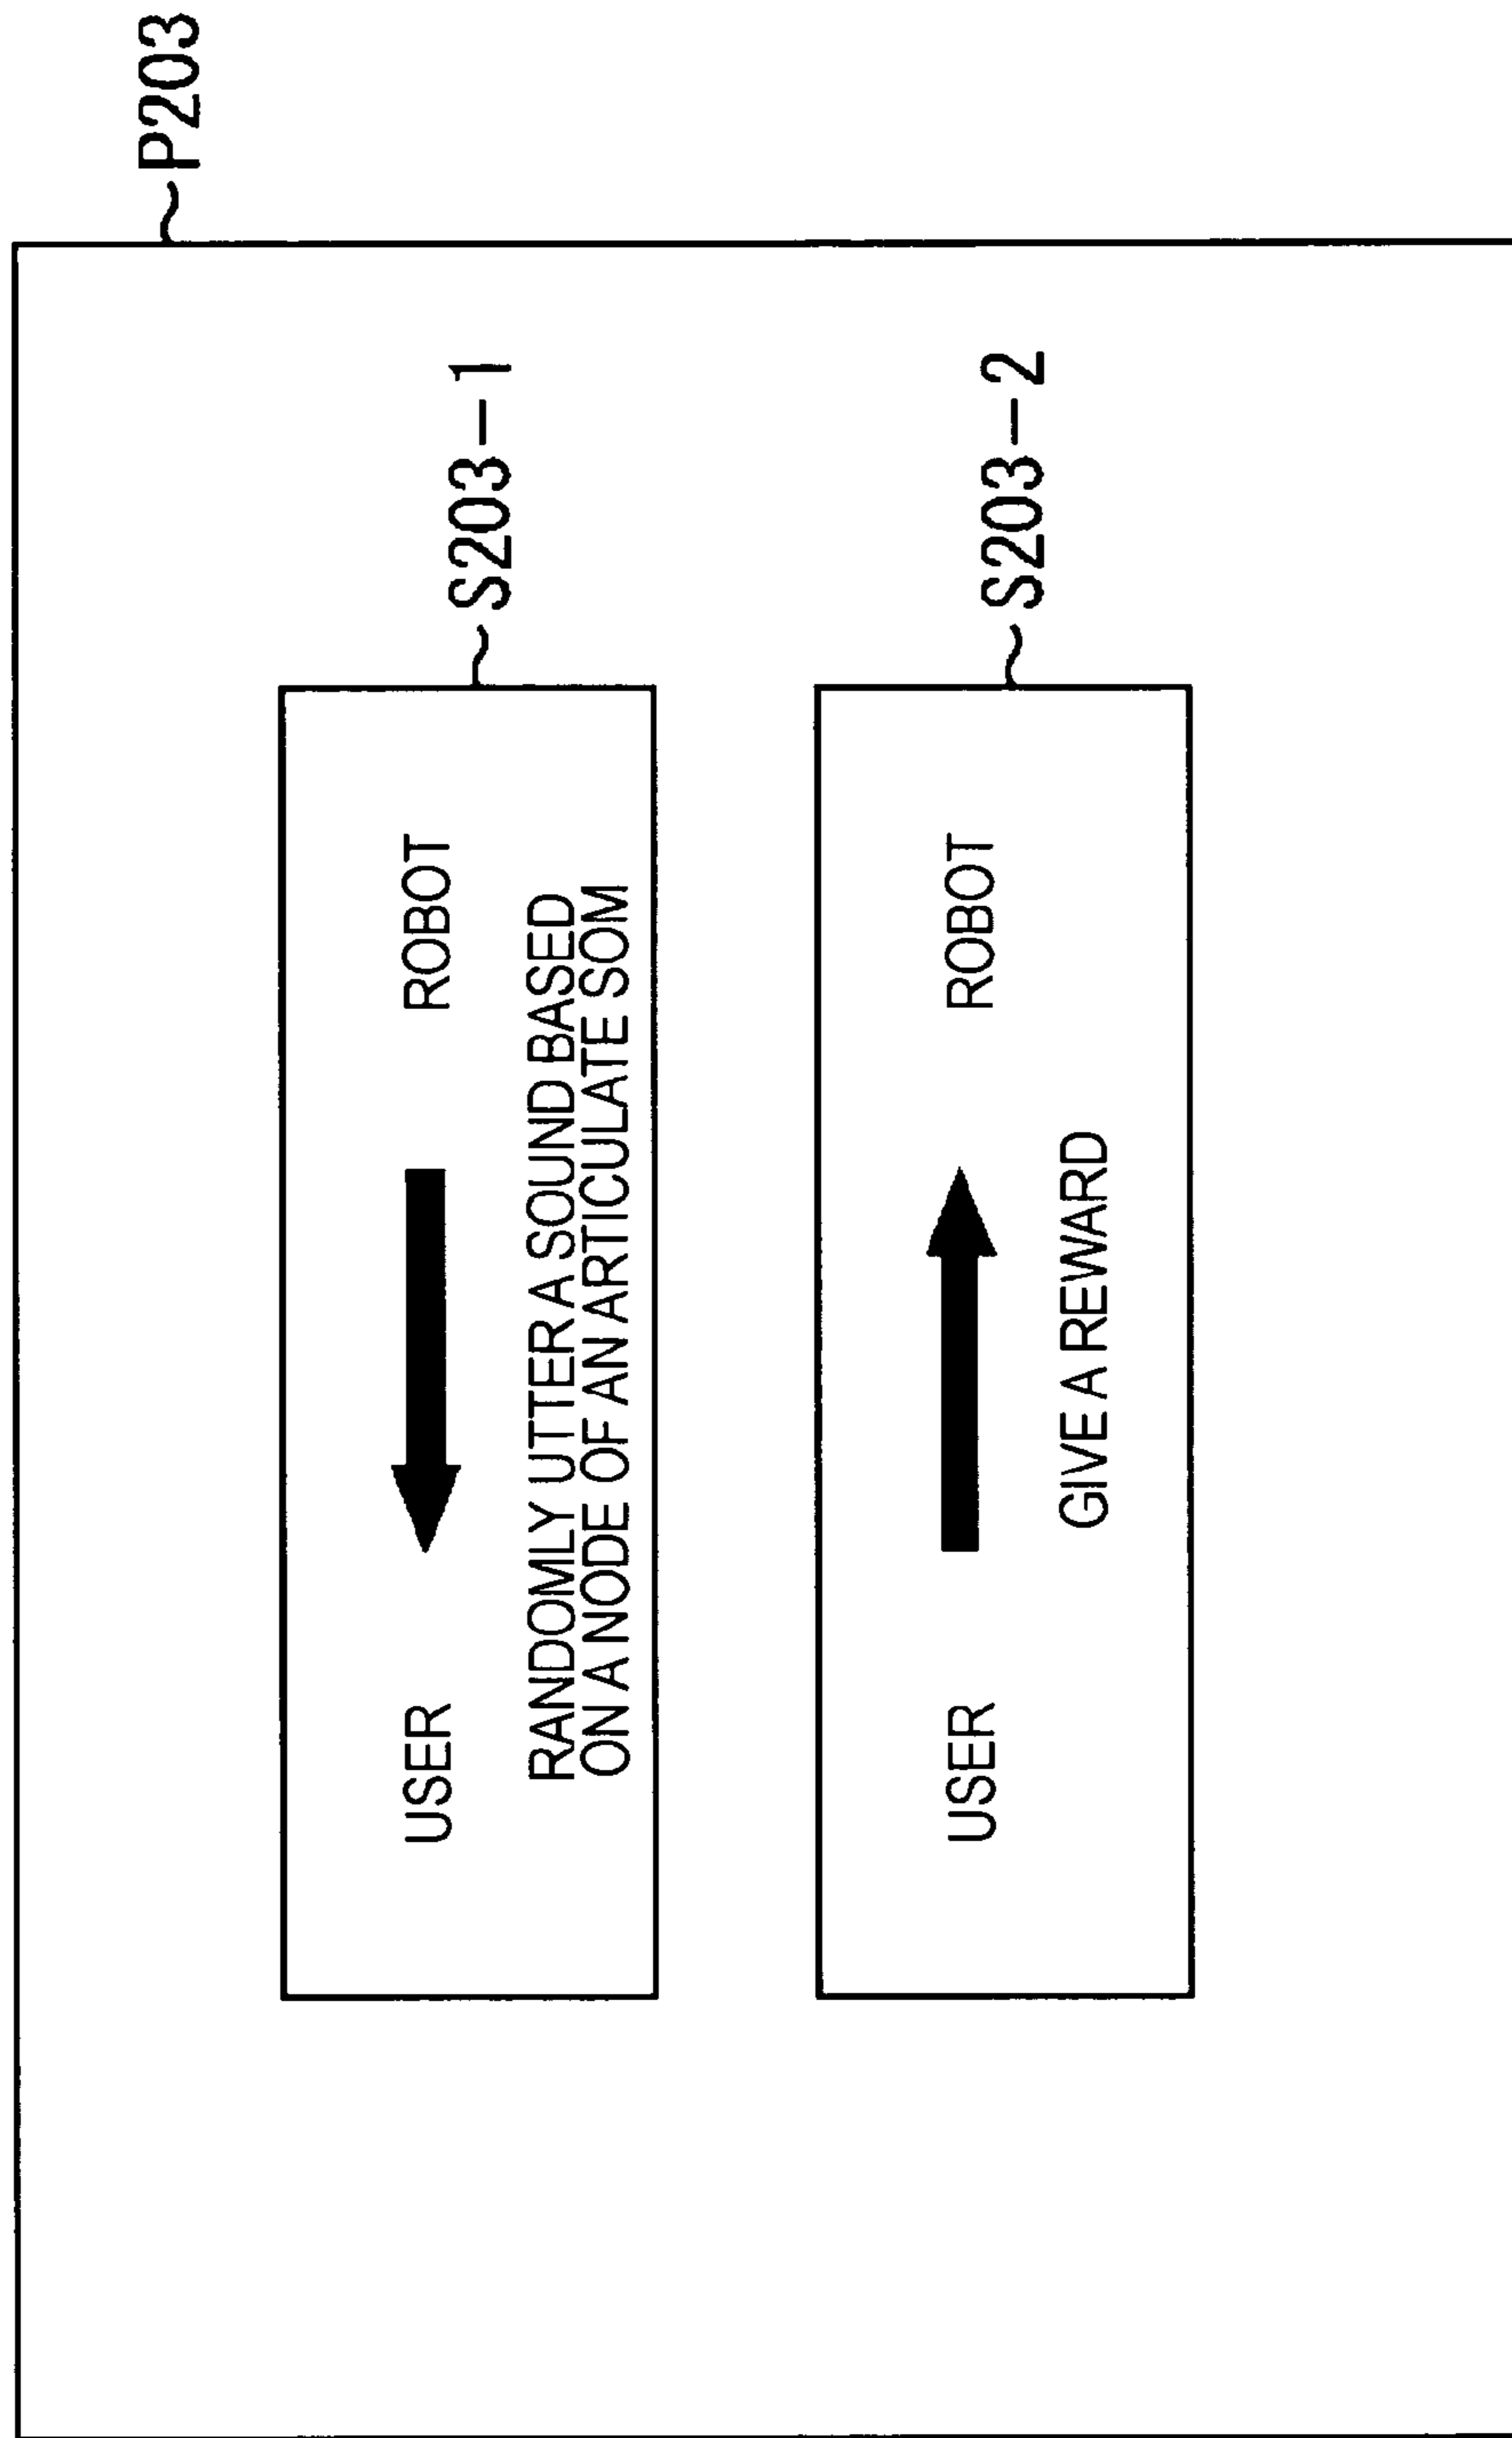 P203
S203-1
USER ROBOT
RANDOMLY UTTER A SOUND BASED
ON A NODE OF AN ARTICULATE SOM
S203-2
USER ROBOT
GIVE A REWARD